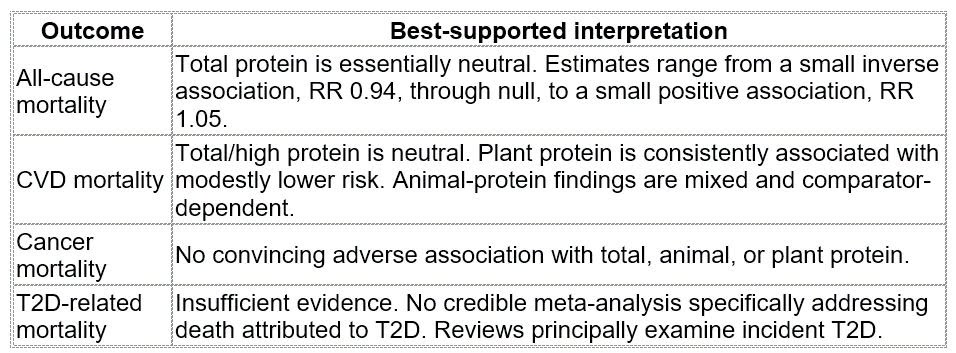 Outcome Best-supported interpretation
All-cause mortality
Total protein is essentially neutral. Estimates range from a small inverse
association, RR 0.94, through null, to a small positive association, RR
1.05.
CVD mortality
Total/high protein is neutral. Plant protein is consistently associated with
modestly lower risk. Animal-protein findings are mixed and comparator-
dependent.
Cancer
mortality
No convincing adverse association with total, animal, or plant protein.
T2D-related
mortality
Insufficient evidence. No credible meta-analysis specifically addressing
death attributed to T2D. Reviews principally examine incident T2D.